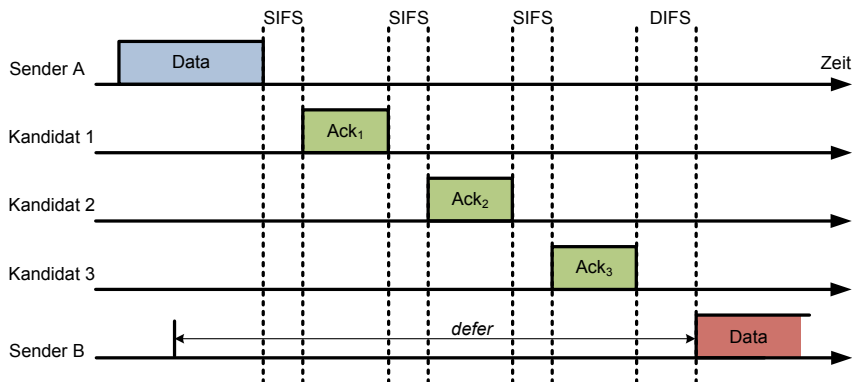 SIFS SIFS SIFS DIFS
Sender A
Data
Zeit
Kandidat 1
Ack₁
Kandidat 2
Ack₂
Kandidat 3
Ack₃
Sender B
defer
Data